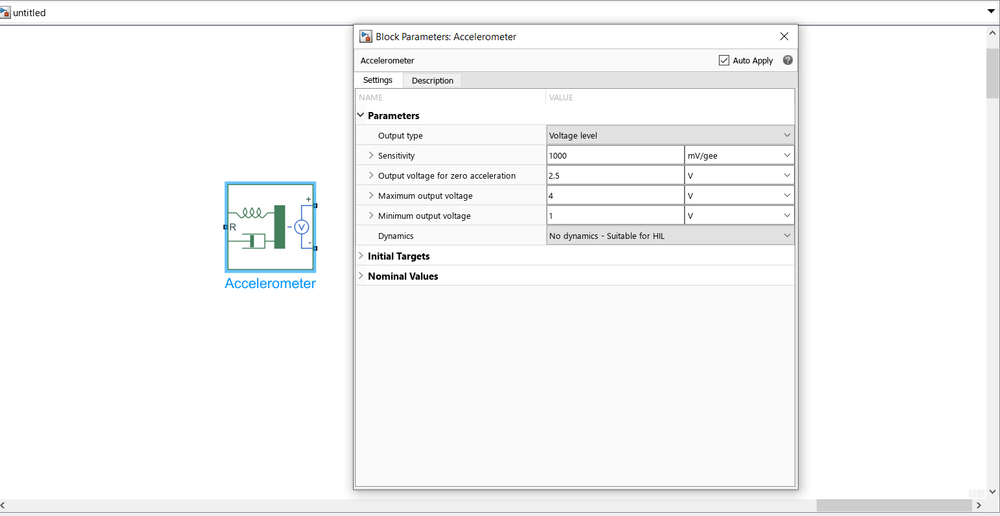 untitled
Block Parameters: Accelerometer
Accelerometer
Auto Apply
Settings
Description
NAME
VALUE
Parameters
Output type
Voltage level
Sensitivity
1000
mV/gee
Output voltage for zero acceleration
2.5
V
Maximum output voltage
4
V
Minimum output voltage
1
V
Dynamics
No dynamics - Suitable for HIL
Initial Targets
Nominal Values
+
R
V
-
Accelerometer